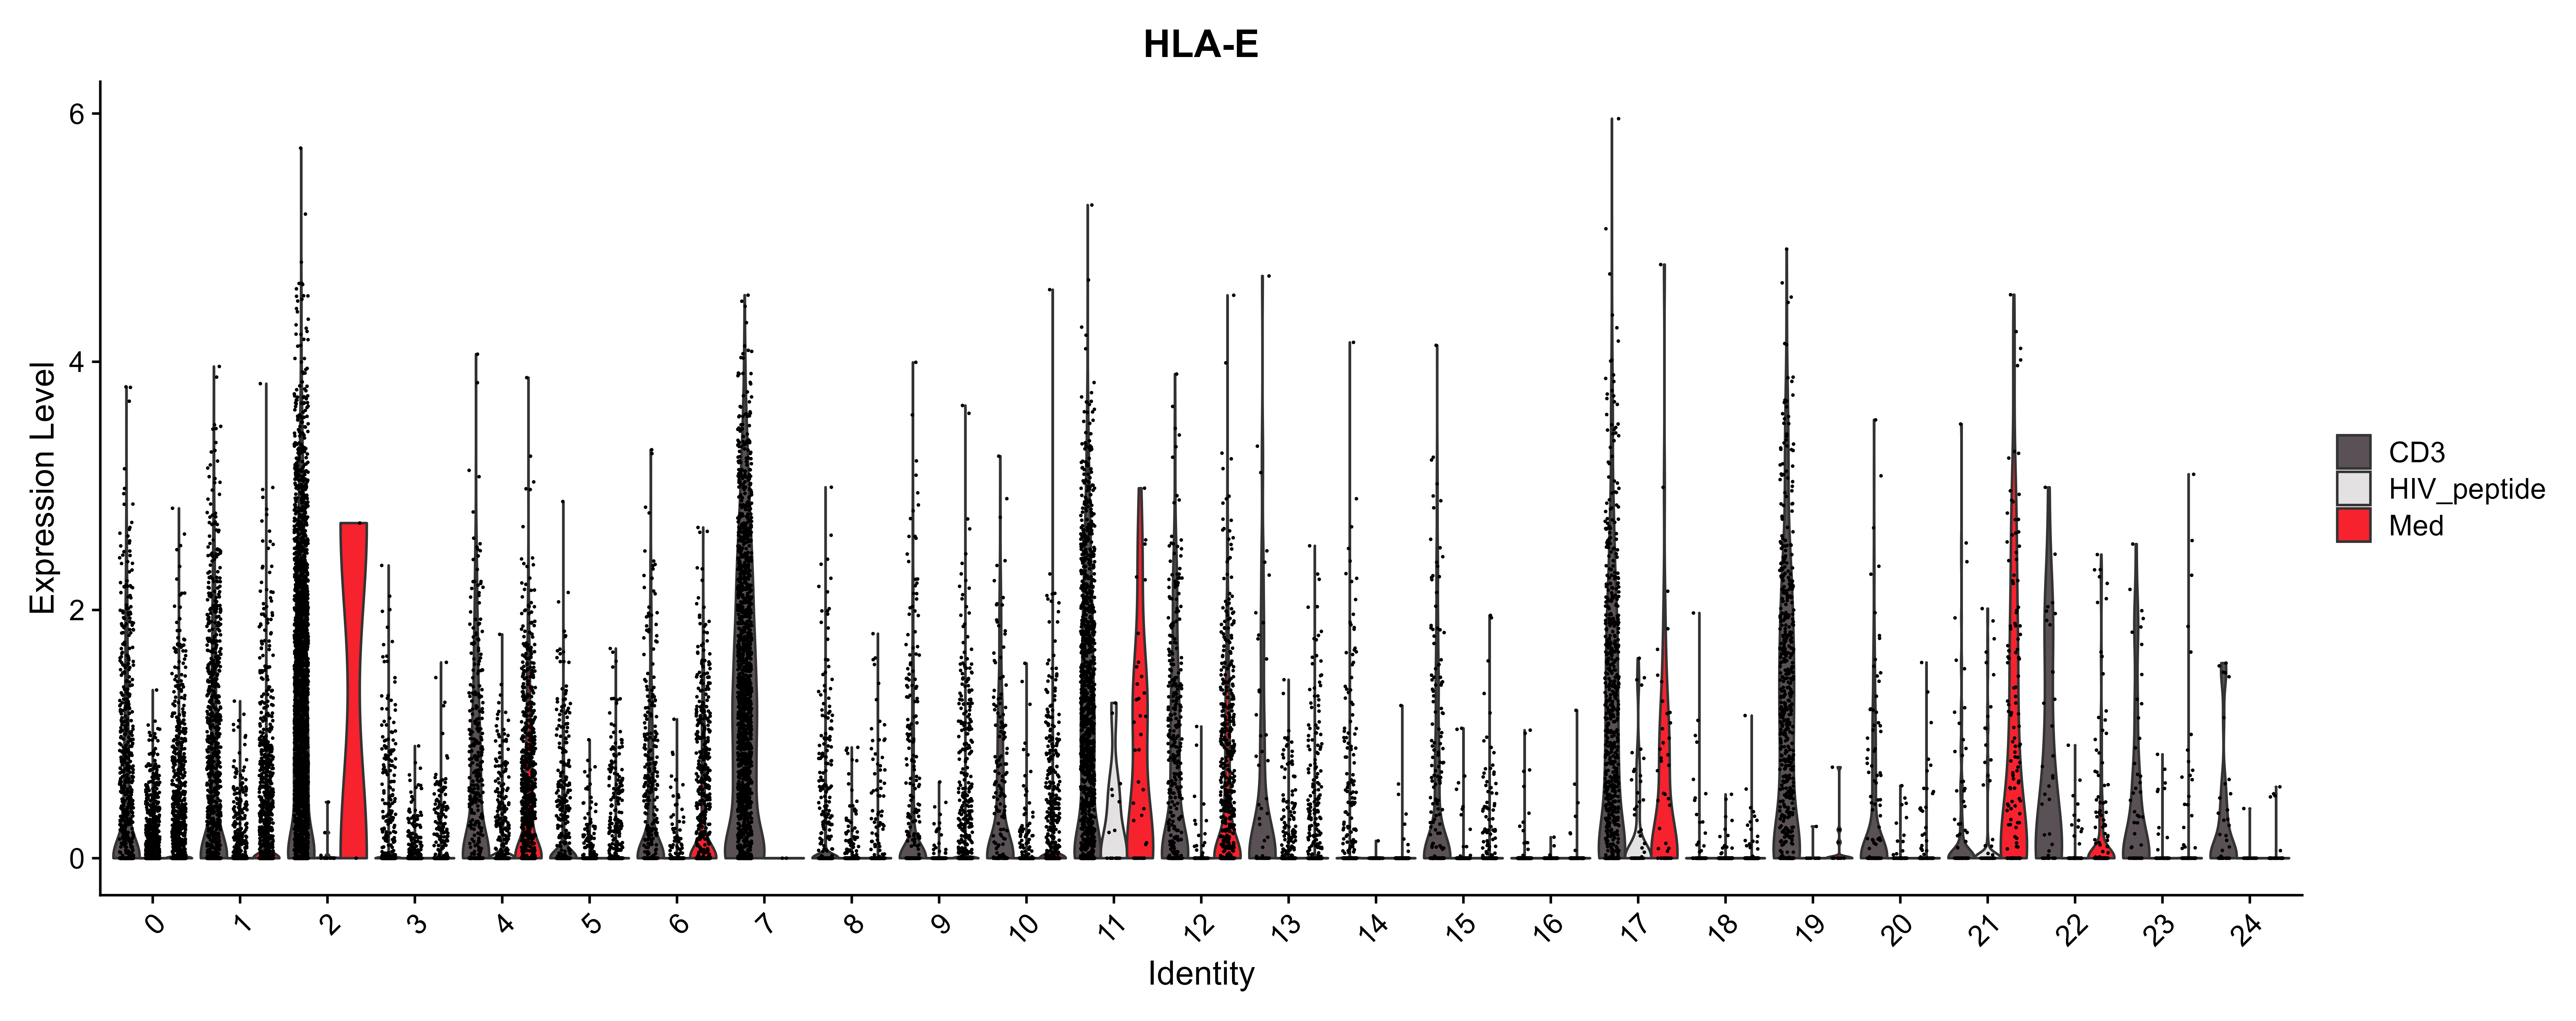 HLA-E
Expression Level
6
4
2
0
0 1 2 3 4 5 6 7 8 9 10 11 12 13 14 15 16 17 18 19 20 21 22 23 24
Identity
CD3
HIV_peptide
Med